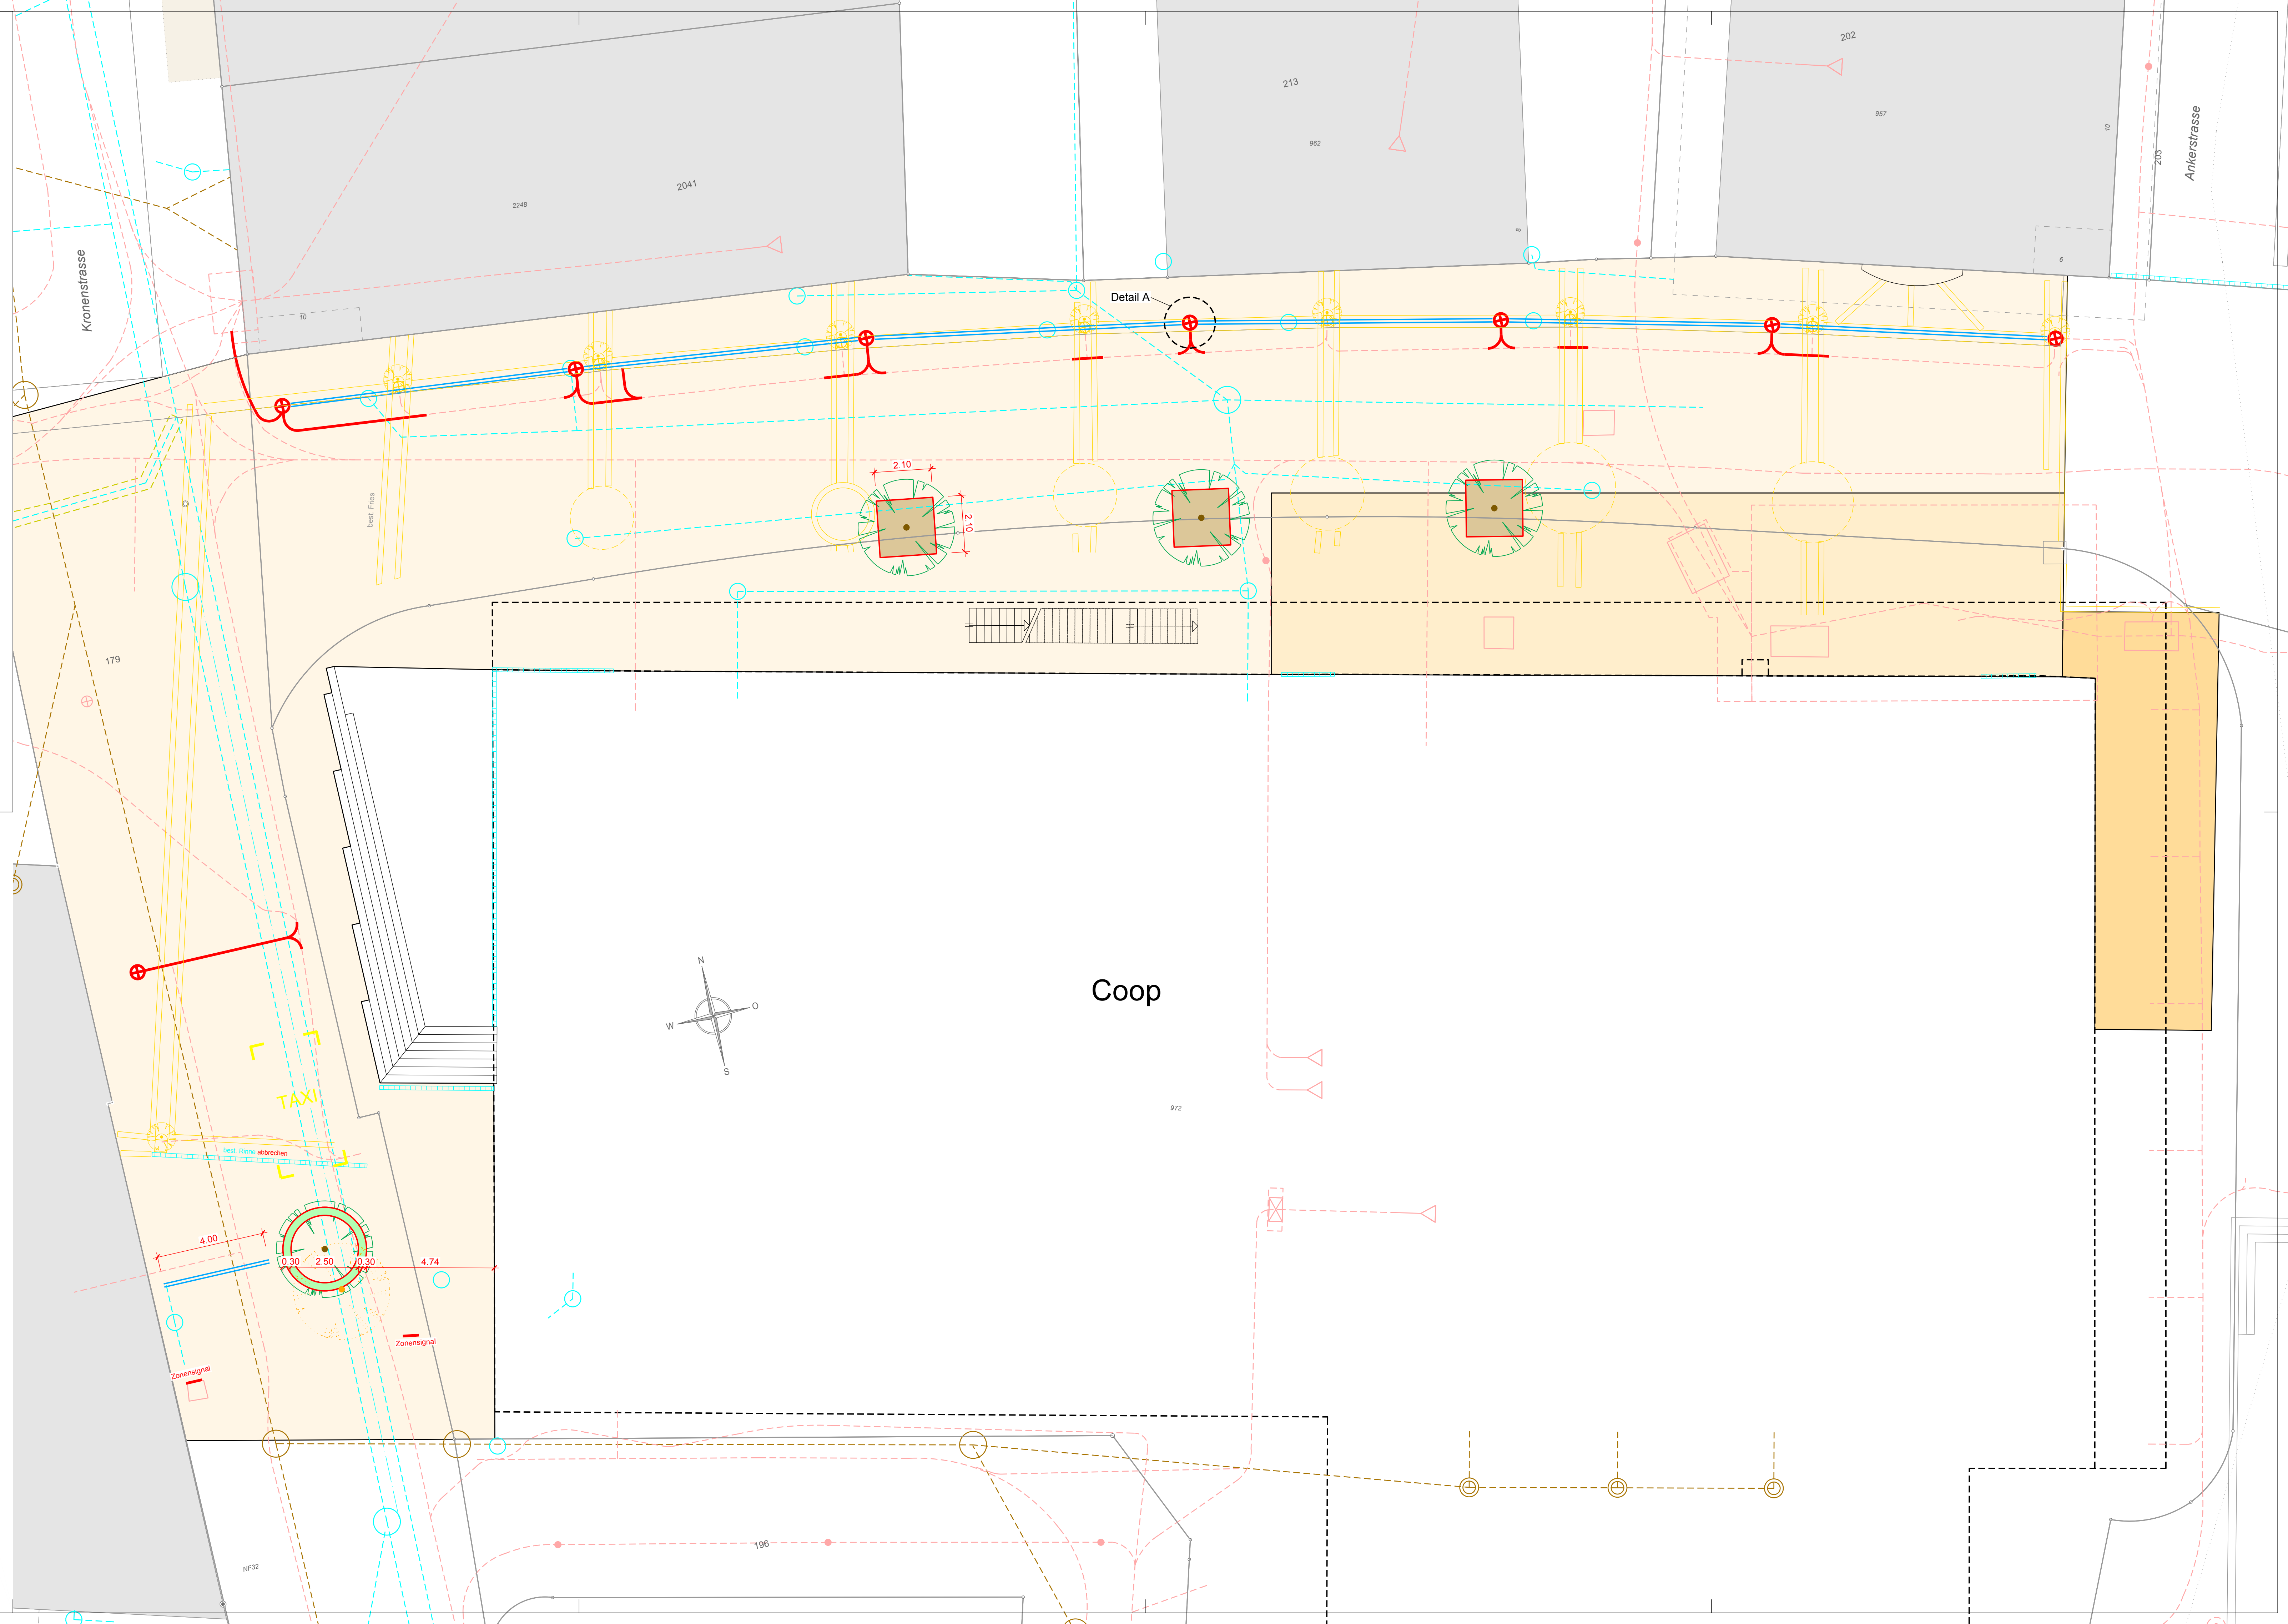 202
213
957
962
10
203
Ankerstrasse
2041
2248
8
Kronenstrasse
6
Detail A
10
2.10
best. Fries
2.10
179
N
Coop
O
W
S
TAXI
972
best. Rinne abbrechen
4.00
0.30 2.50 0.30 4.74
Zonensignal
Zonensignal
196
NF32